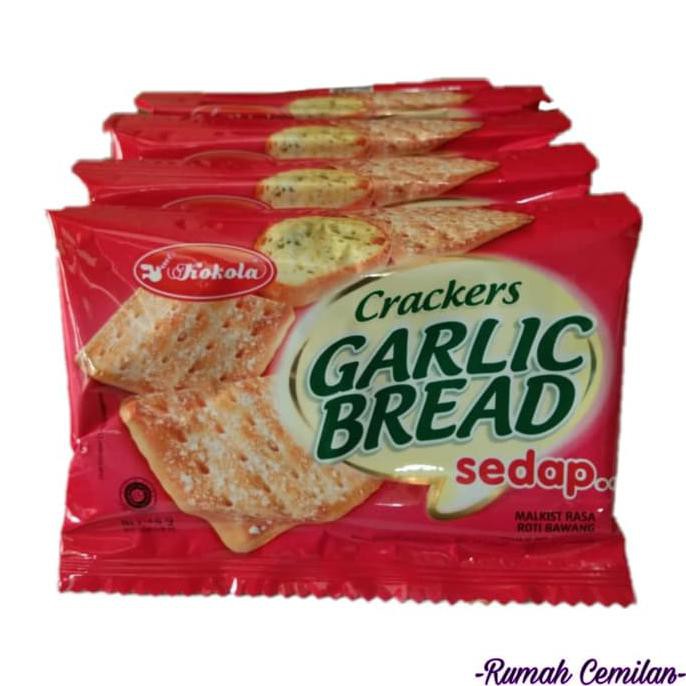 Kokola
Crackers
GARLIC
BREAD
sedap..
MALKIST RASA
ROTI BAWANG
-Rumah Cemilan-